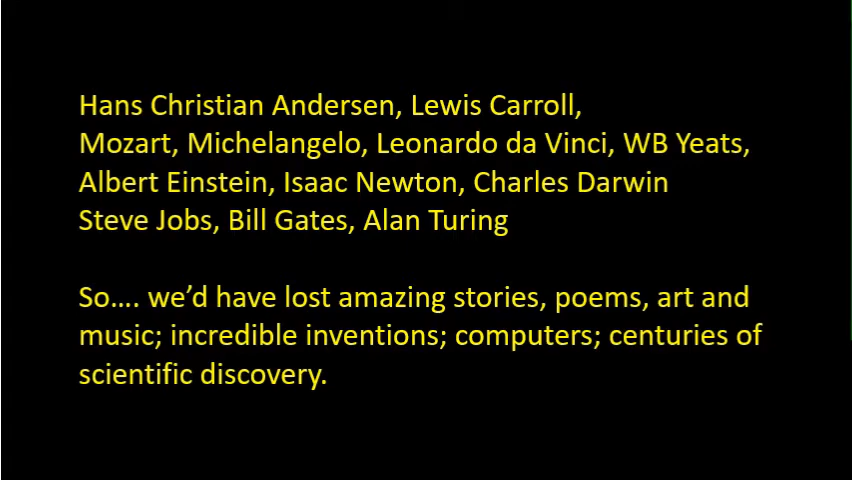 Hans Christian Andersen, Lewis Carroll,
Mozart, Michelangelo, Leonardo da Vinci, WB Yeats,
Albert Einstein, Isaac Newton, Charles Darwin
Steve Jobs, Bill Gates, Alan Turing
So…. we’d have lost amazing stories, poems, art and
music; incredible inventions; computers; centuries of
scientific discovery.